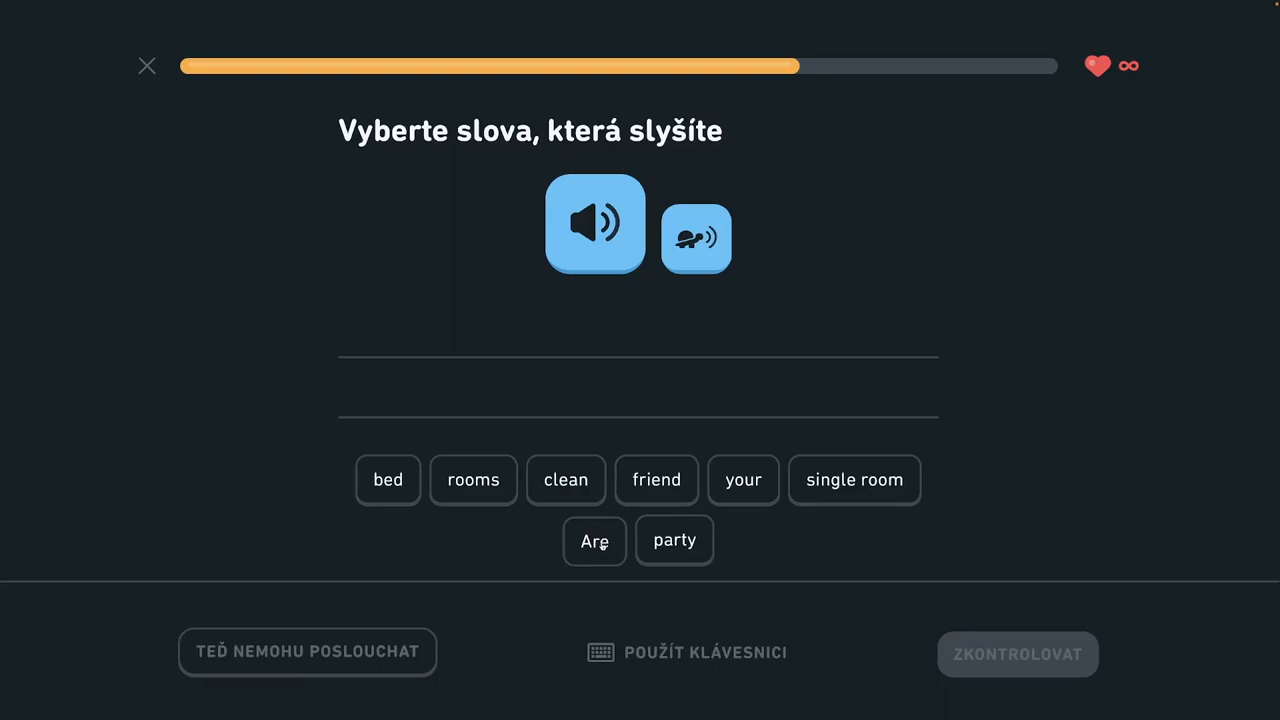 Vyberte slova, která slyšíte
bed rooms clean friend your single room
Are party
TEĎ NEMOHU POSLOUCHAT POUŽÍT KLÁVESNICI ZKONTROLOVAT